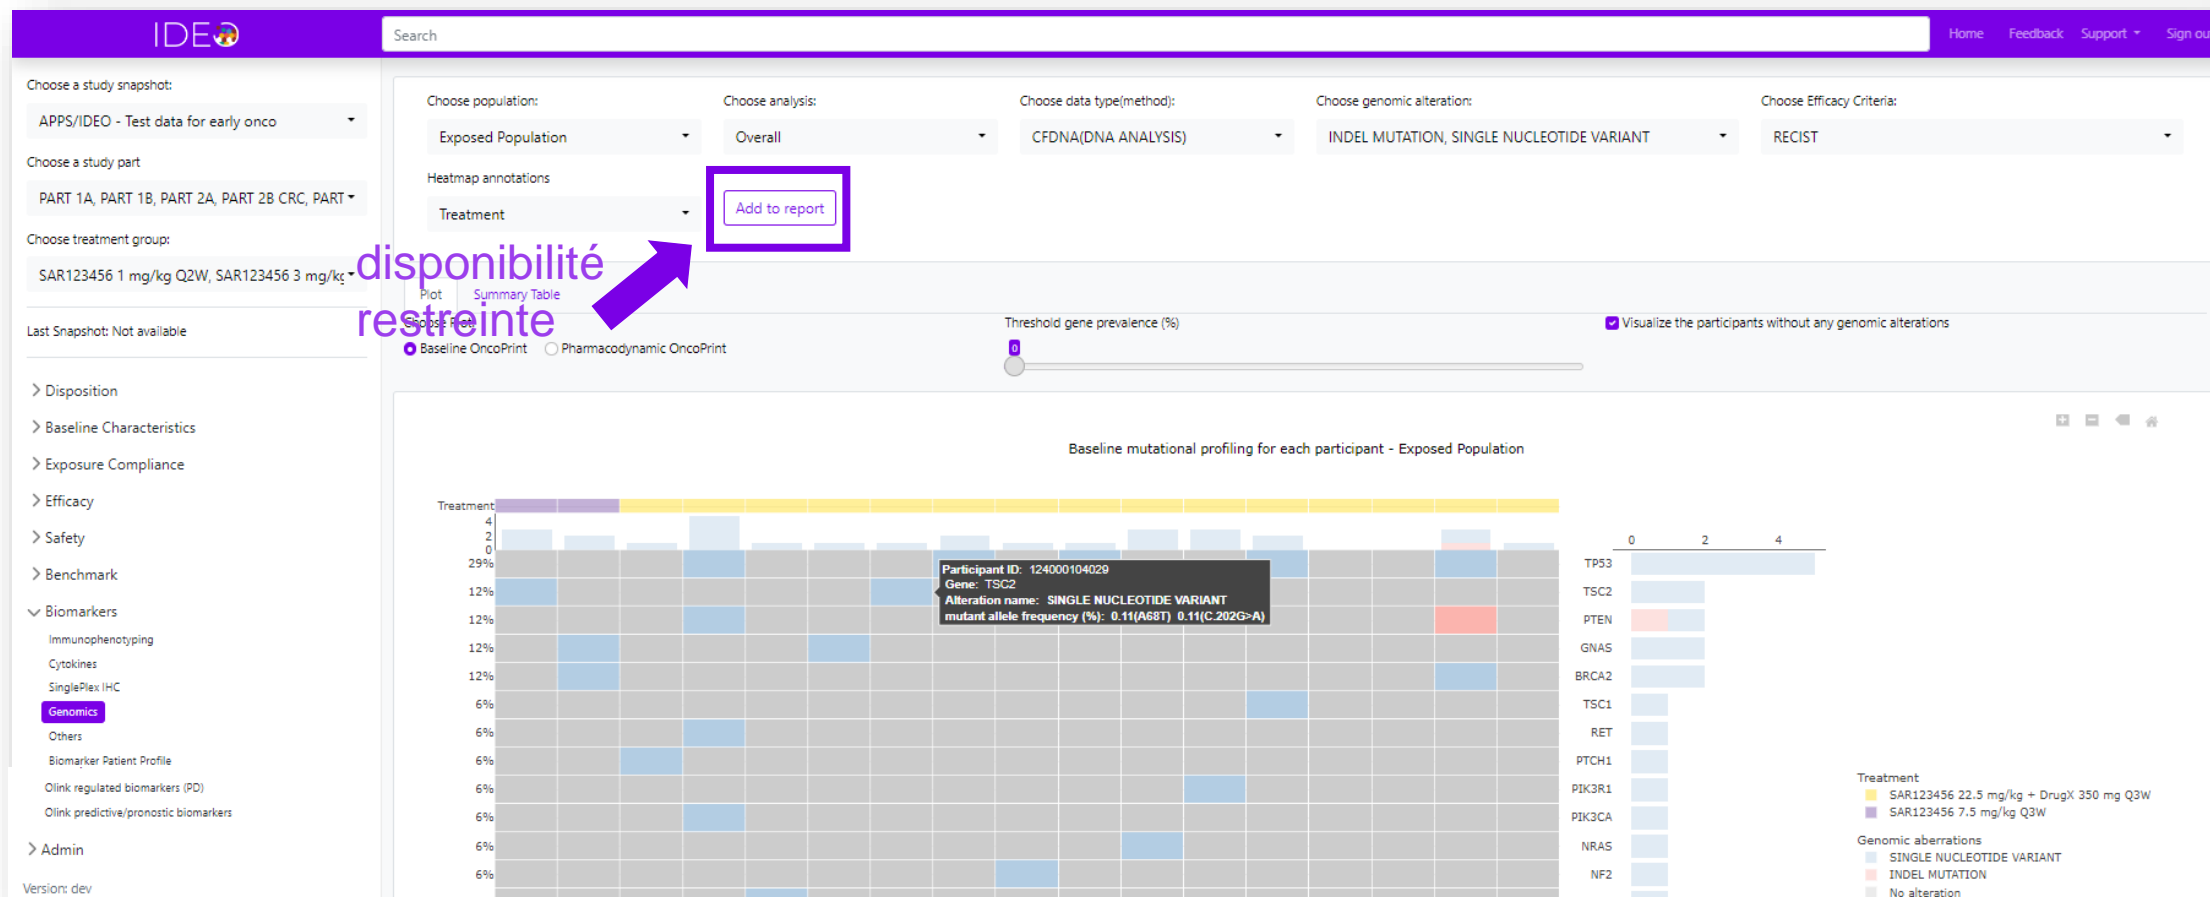 IDEO
Search
Home Feedback Support Sign ou
Choose a study snapshot:
APPS/IDEO - Test data for early onco
Choose a study part
PART 1A, PART 1B, PART 2A, PART 2B CRC, PART
Choose treatment group:
SAR123456 1 mg/kg Q2W, SAR123456 3 mg/kg
Last Snapshot: Not available
Disposition
Baseline Characteristics
Exposure Compliance
Efficacy
Safety
Benchmark
Biomarkers
Immunophenotyping
Cytokines
SinglePlex IHC
Genomics
Others
Biomarker Patient Profile
Olink regulated biomarkers (PD)
Olink predictive/pronostic biomarkers
Admin
Version: dev
Choose population:
Exposed Population
Choose analysis:
Overall
Choose data type(method):
CFDNA(DNA ANALYSIS)
Choose genomic alteration:
INDEL MUTATION, SINGLE NUCLEOTIDE VARIANT
Choose Efficacy Criteria:
RECIST
Heatmap annotations
Treatment
Add to report
disponibilité
restreinte
Plot Summary Table
Choose Plot:
Baseline OncoPrint Pharmacodynamic OncoPrint
Threshold gene prevalence (%)
0
Visualize the participants without any genomic alterations
Baseline mutational profiling for each participant - Exposed Population
Treatment
4
2
0
0 2 4
29% TP53
12% TSC2
12% PTEN
12% GNAS
12% BRCA2
6% TSC1
6% RET
6% PTCH1
6% PIK3R1
6% PIK3CA
6% NRAS
6% NF2
Participant ID: 124000104029
Gene: TSC2
Alteration name: SINGLE NUCLEOTIDE VARIANT
mutant allele frequency (%): 0.11(A68T) 0.11(C.202G>A)
Treatment
SAR123456 22.5 mg/kg + DrugX 350 mg Q3W
SAR123456 7.5 mg/kg Q3W
Genomic aberrations
SINGLE NUCLEOTIDE VARIANT
INDEL MUTATION
No alteration